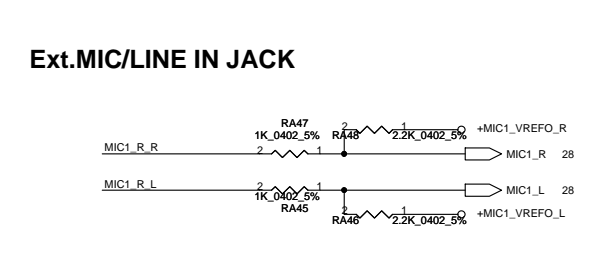 Ext.MIC/LINE IN JACK
RA47
1K_0402_5%
RA48
2 1
2.2K_0402_5%
+MIC1_VREFO_R
MIC1_R_R
2 1
MIC1_R 28
MIC1_R_L
2 1
MIC1_L 28
1K_0402_5%
RA45
RA46
2 1
2.2K_0402_5%
+MIC1_VREFO_L